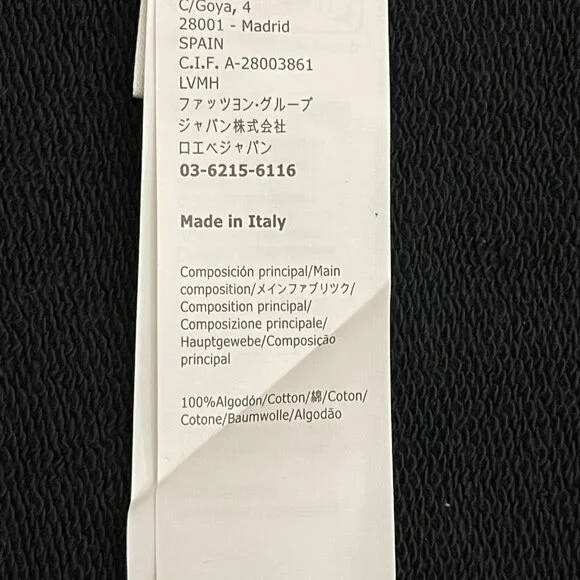 C/Goya, 4
28001 - Madrid
SPAIN
C.I.F. A-28003861
LVMH
ファッツヨン・グループ
ジャパン株式会社
ロエベジャパン
03-6215-6116
Made in Italy
Composición principal/Main
composition/メインファブリック/
Composition principal/
Composizione principale/
Hauptgewebe/Composição
principal
100%Algodón/Cotton/綿/Coton/
Cotone/Baumwolle/Algodão